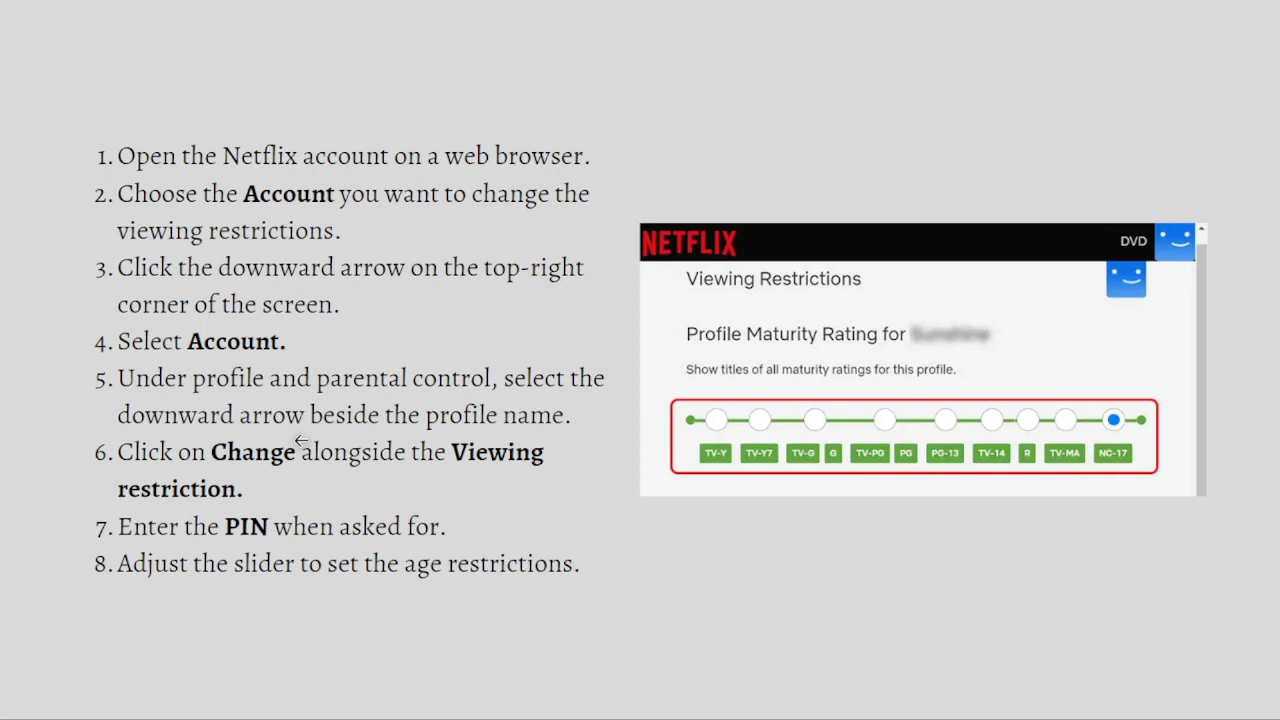 1. Open the Netflix account on a web browser.
2. Choose the Account you want to change the
viewing restrictions.
3. Click the downward arrow on the top-right
corner of the screen.
4. Select Account.
5. Under profile and parental control, select the
downward arrow beside the profile name.
6. Click on Change alongside the Viewing
restriction.
7. Enter the PIN when asked for.
8. Adjust the slider to set the age restrictions.
NETFLIX DVD
Viewing Restrictions
Profile Maturity Rating for
Show titles of all maturity ratings for this profile.
TV-Y TV-Y7 TV-G G TV-PG PG PG-13 TV-14 R TV-MA NC-17